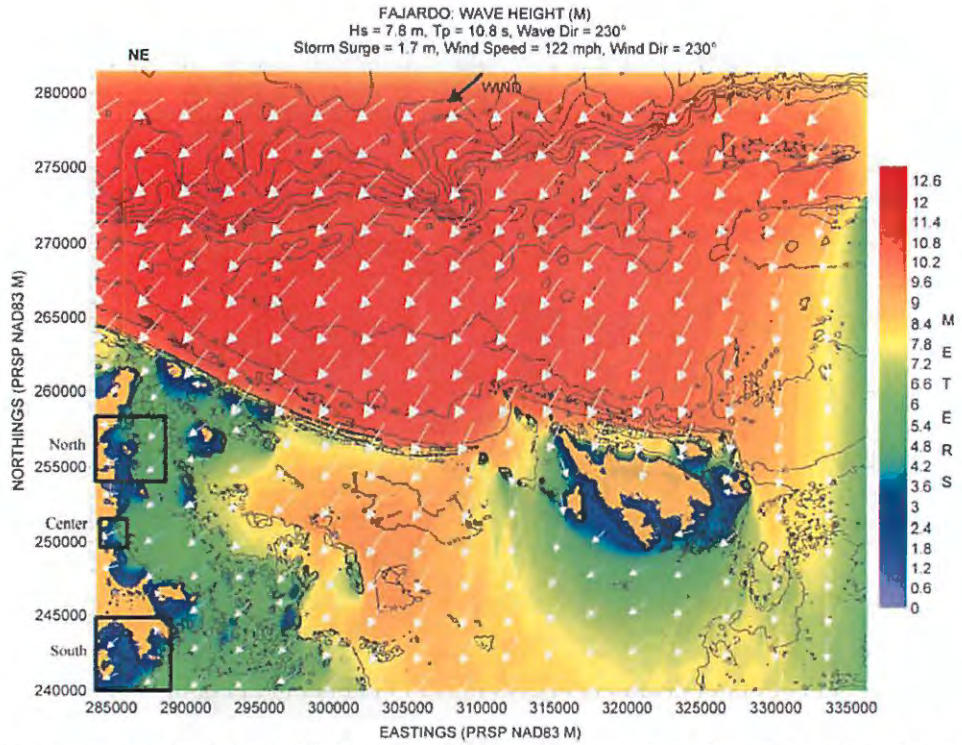 FAJARDO: WAVE HEIGHT (M)
Hs = 7.8 m, Tp = 10.8 s, Wave Dir = 230°
Storm Surge = 1.7 m, Wind Speed = 122 mph, Wind Dir = 230°
NE
WIND
280000
275000
270000
265000
260000
North
255000
Center
250000
245000
South
240000
NORTHINGS (PRSP NAD83 M)
285000 290000 295000 300000 305000 310000 315000 320000 325000 330000 335000
EASTINGS (PRSP NAD83 M)
12.6
12
11.4
10.8
10.2
9.6
9
8.4
7.8
7.2
6.6
6
5.4
4.8
4.2
3.6
3
2.4
1.8
1.2
0.6
0
METERS